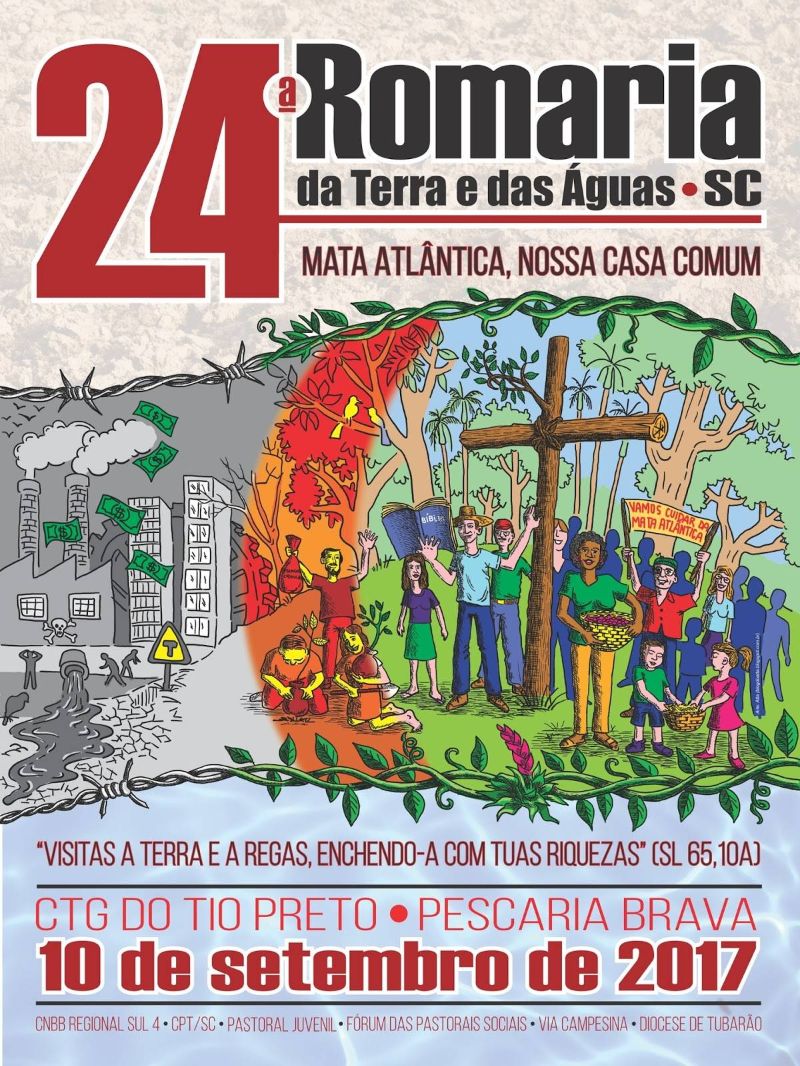 24ª Romaria
da Terra e das Águas • SC
MATA ATLÂNTICA, NOSSA CASA COMUM
$
$
$
$
$
BÍBLIA
VAMOS CUIDAR DA
MATA ATLÂNTICA
T
"VISITAS A TERRA E A REGAS, ENCHENDO-A COM TUAS RIQUEZAS" (SL 65,10A)
CTG DO TIO PRETO • PESCARIA BRAVA
10 de setembro de 2017
CNBB REGIONAL SUL 4 • CPT/SC • PASTORAL JUVENIL • FÓRUM DAS PASTORAIS SOCIAIS • VIA CAMPESINA • DIOCESE DE TUBARÃO